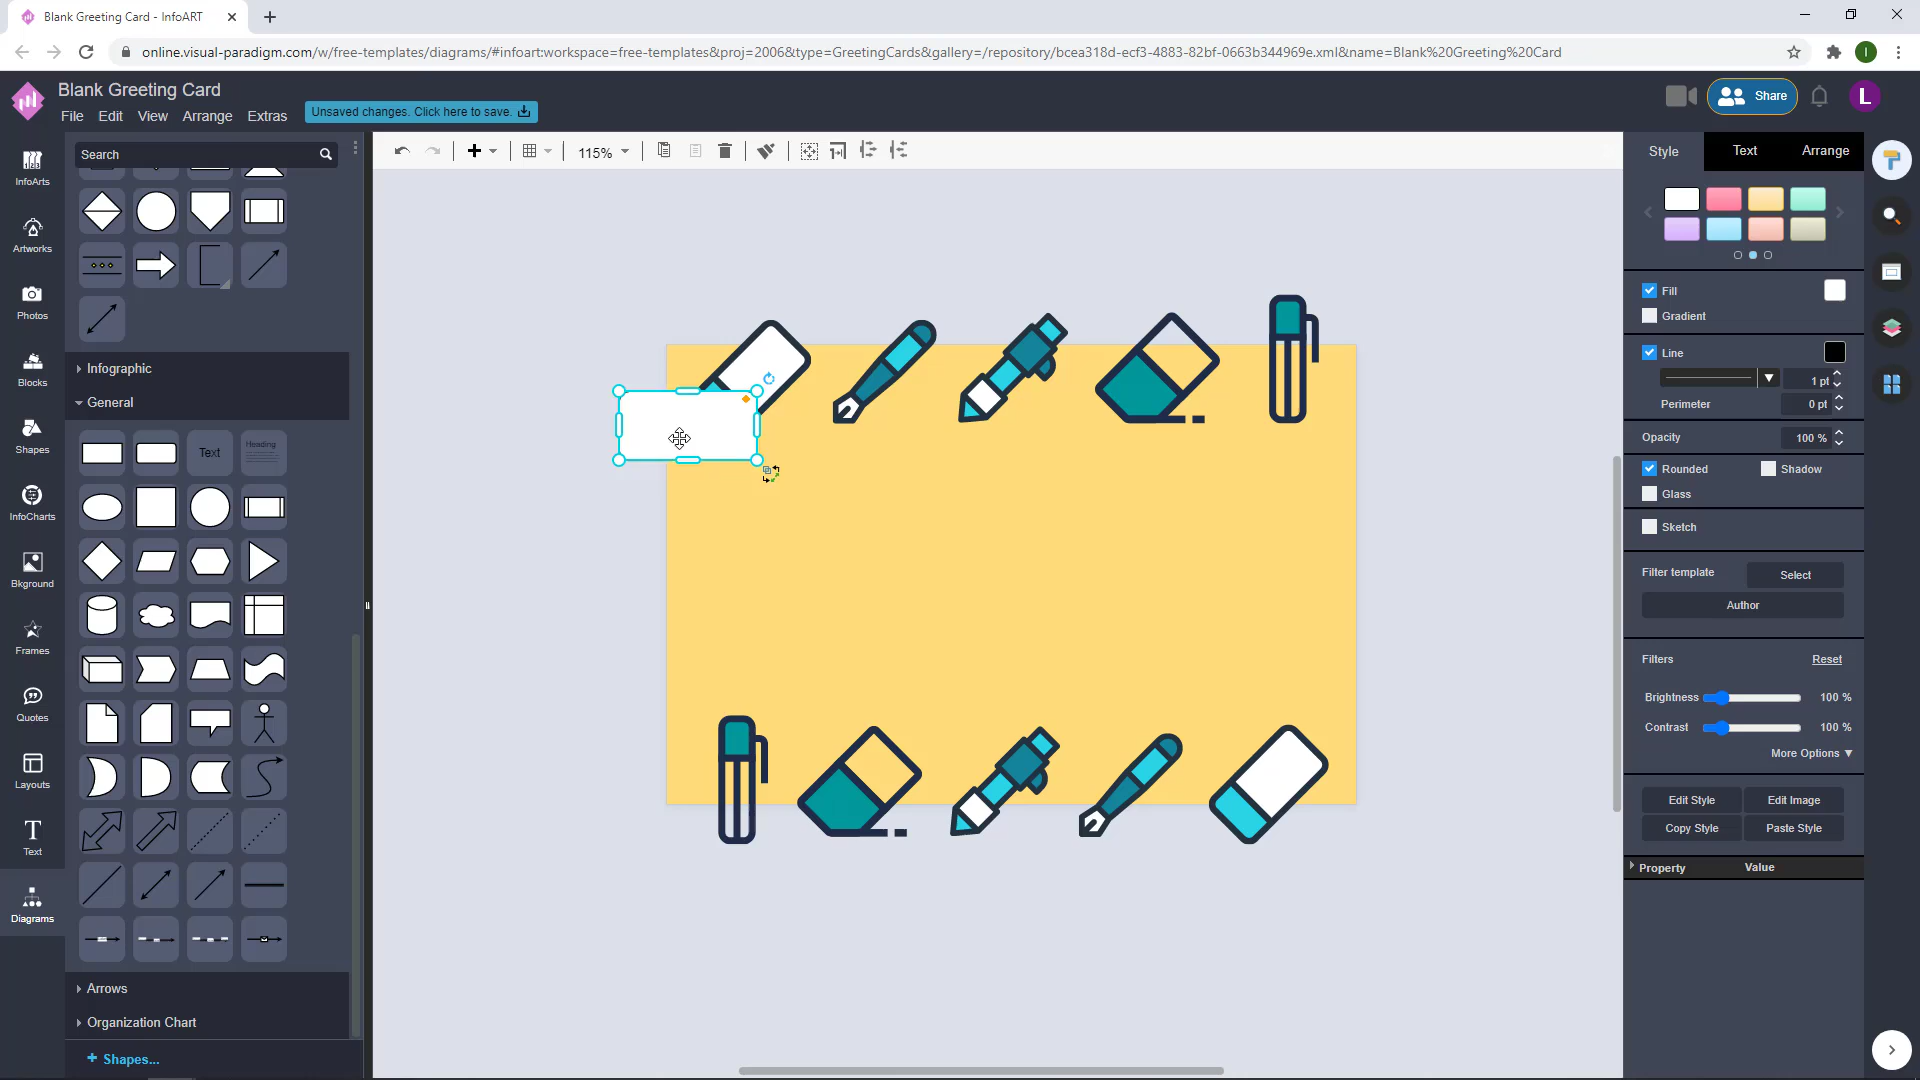 Blank Greeting Card - InfoART
online.visual-paradigm.com/w/free-templates/diagrams/#infoart:workspace=free-templates&proj=2006&type=GreetingCards&gallery=/repository/bcea318d-ecf3-4883-82bf-0663b344969e.xml&name=Blank%20Greeting%20Card
I
Blank Greeting Card
File Edit View Arrange Extras
Unsaved changes. Click here to save.
Share
L
InfoArts
Artworks
Photos
Blocks
Shapes
InfoCharts
Bkground
Frames
Quotes
Layouts
T
Text
Diagrams
Search
Infographic
General
Text
Heading
Arrows
Organization Chart
+ Shapes...
115%
Style Text Arrange
Fill
Gradient
Line
1 pt
Perimeter 0 pt
Opacity 100 %
Rounded Shadow
Glass
Sketch
Filter template Select
Author
Filters Reset
Brightness 100 %
Contrast 100 %
More Options
Edit Style Edit Image
Copy Style Paste Style
Property Value